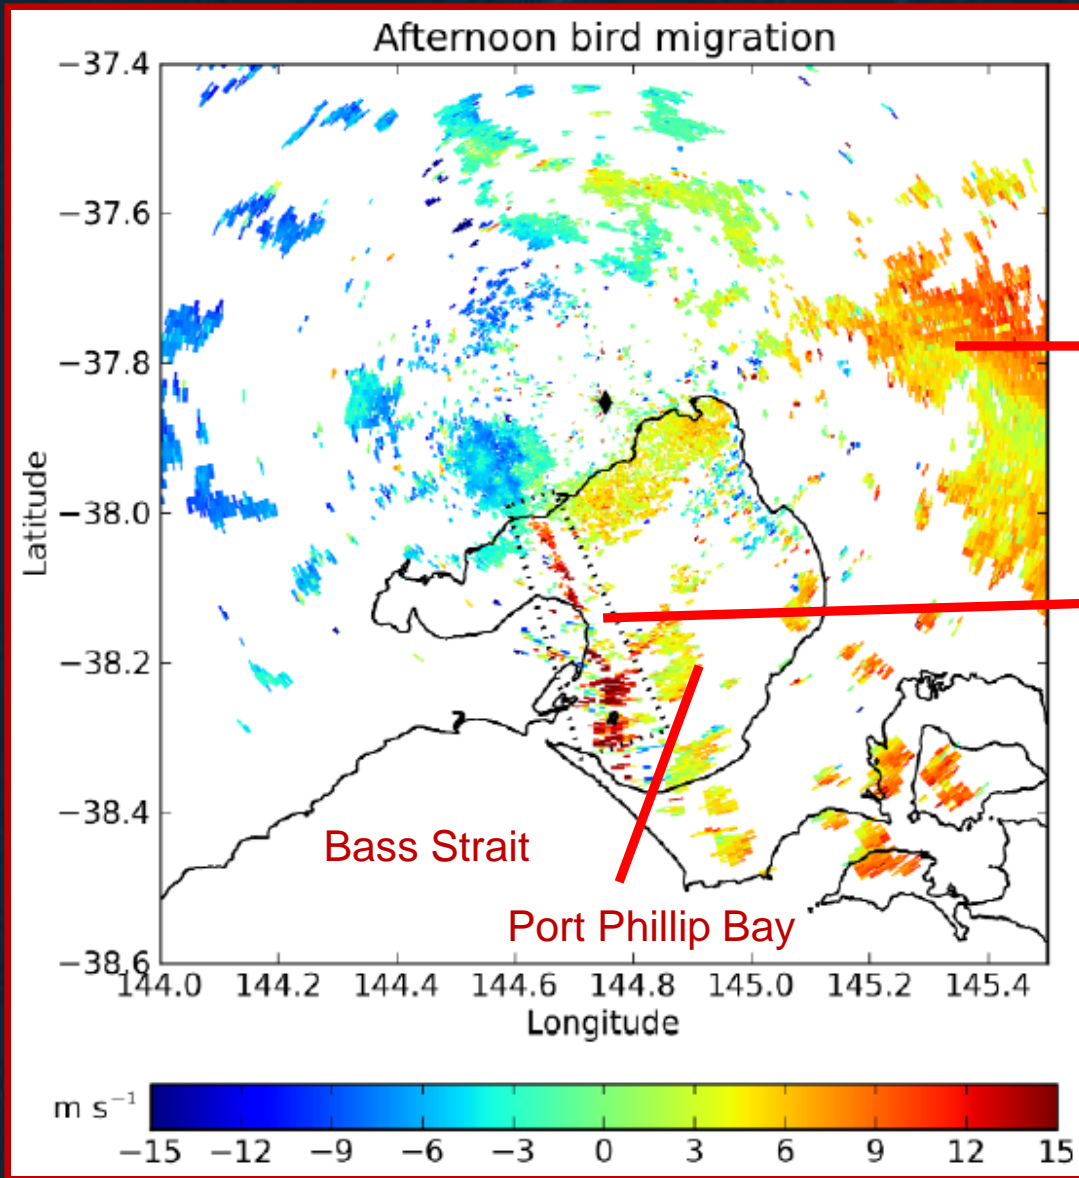 Afternoon bird migration
−37.4
−37.6
−37.8
−38.0
−38.2
−38.4
−38.6
Latitude
Bass Strait
Port Phillip Bay
144.0 144.2 144.4 144.6 144.8 145.0 145.2 145.4
Longitude
m s⁻¹
−15 −12 −9 −6 −3 0 3 6 9 12 15